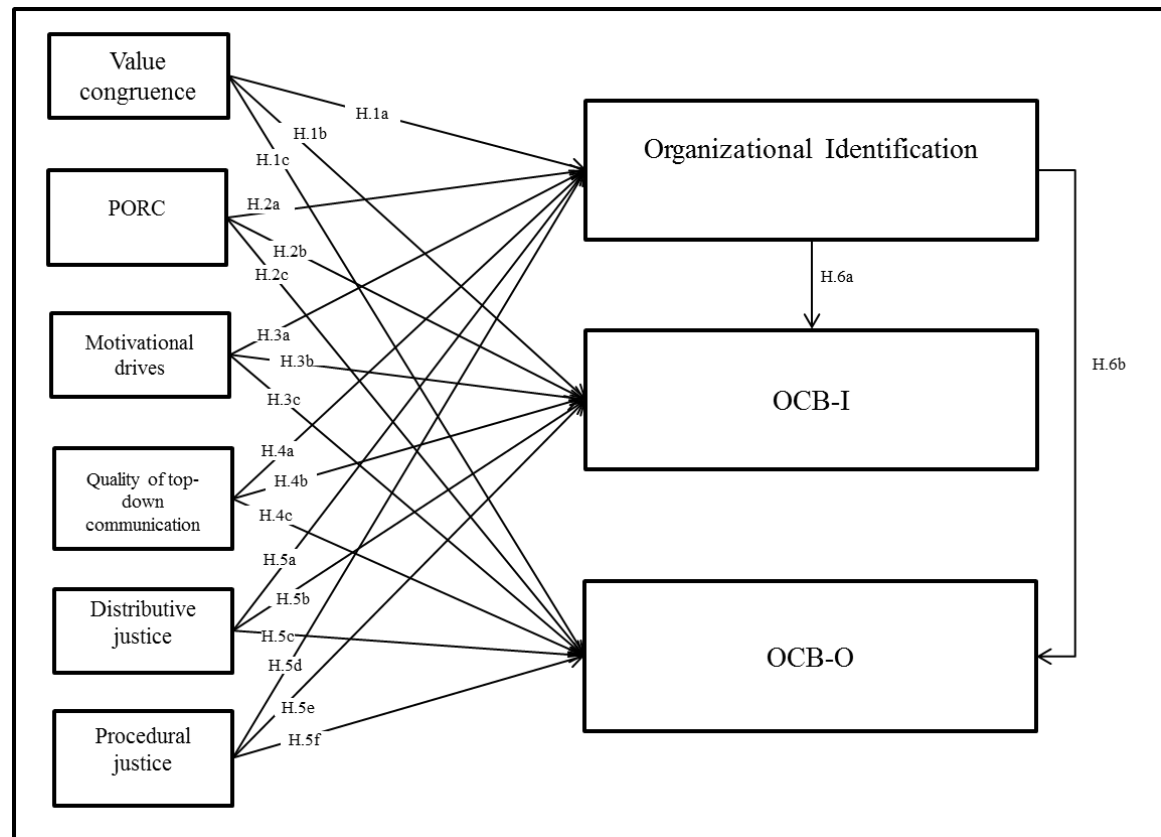 Value
congruence
H.1a
H.1b
H.1c
Organizational Identification
PORC
H.2a
H.2b
H.2c
H.6a
Motivational
drives
H.3a
H.3b
H.3c
OCB-I
H.6b
Quality of top-
down
communication
H.4a
H.4b
H.4c
Distributive
justice
H.5a
H.5b
H.5c
OCB-O
Procedural
justice
H.5d
H.5e
H.5f